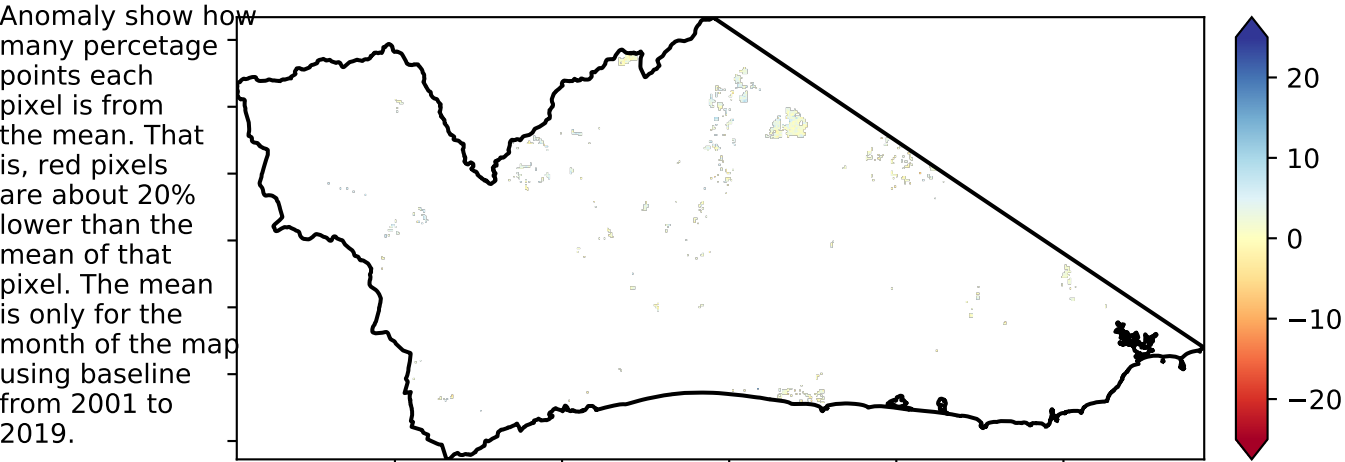 Anomaly show how
many percetage
points each
pixel is from
the mean. That
is, red pixels
are about 20%
lower than the
mean of that
pixel. The mean
is only for the
month of the map
using baseline
from 2001 to
2019.
20
10
0
−10
−20